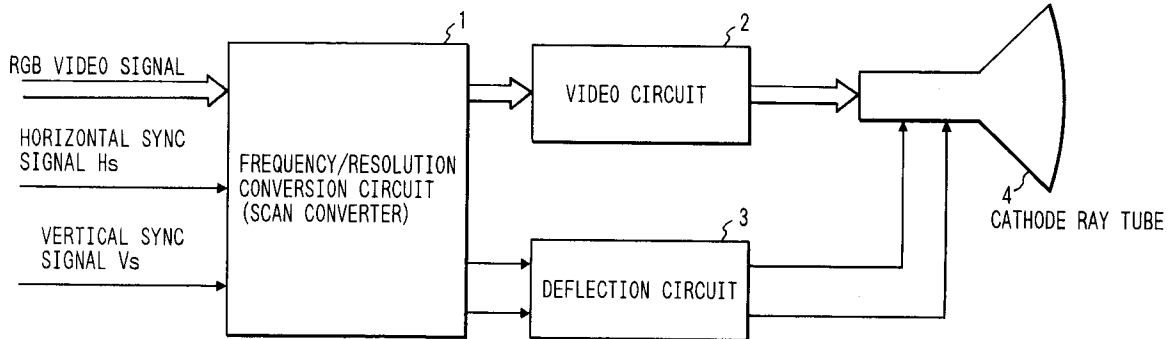 1
2
RGB VIDEO SIGNAL
VIDEO CIRCUIT
HORIZONTAL SYNC
SIGNAL Hs
FREQUENCY/RESOLUTION
CONVERSION CIRCUIT
(SCAN CONVERTER)
4
CATHODE RAY TUBE
3
VERTICAL SYNC
SIGNAL Vs
DEFLECTION CIRCUIT